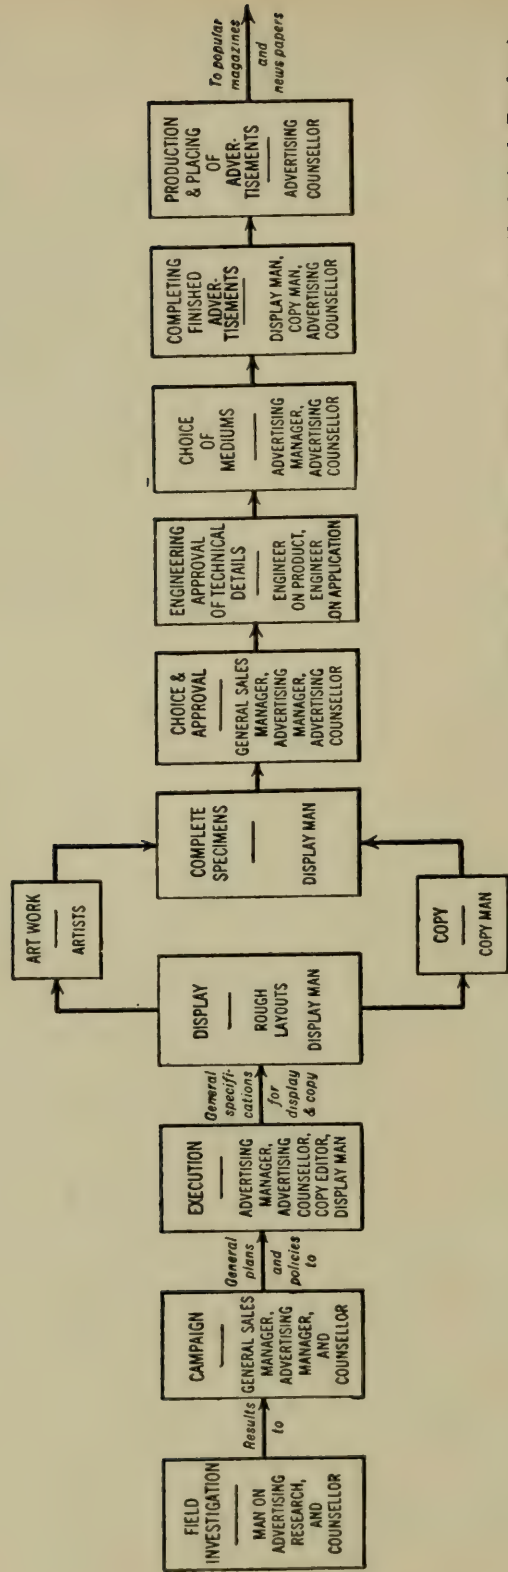 FIELD
INVESTIGATION
MAN ON
ADVERTISING
RESEARCH,
AND
COUNSELLOR
Results
to
CAMPAIGN
GENERAL SALES
MANAGER,
ADVERTISING
MANAGER,
AND
COUNSELLOR
General
plans
and
policies
to
EXECUTION
ADVERTISING
MANAGER,
ADVERTISING
COUNSELLOR,
COPY EDITOR,
DISPLAY MAN
General
specifi-
cations
for
display
& copy
DISPLAY
ROUGH
LAYOUTS
DISPLAY MAN
ART WORK
ARTISTS
COPY
COPY MAN
COMPLETE
SPECIMENS
DISPLAY MAN
CHOICE &
APPROVAL
GENERAL SALES
MANAGER,
ADVERTISING
MANAGER,
ADVERTISING
COUNSELLOR
ENGINEERING
APPROVAL
OF TECHNICAL
DETAILS
ENGINEER
ON PRODUCT,
ENGINEER
ON APPLICATION
CHOICE
OF
MEDIUMS
ADVERTISING
MANAGER,
ADVERTISING
COUNSELLOR
COMPLETING
FINISHED
ADVER-
TISEMENTS
DISPLAY MAN,
COPY MAN,
ADVERTISING
COUNSELLOR
PRODUCTION
& PLACING
OF
ADVER-
TISEMENTS
ADVERTISING
COUNSELLOR
To popular
magazines
and
news papers